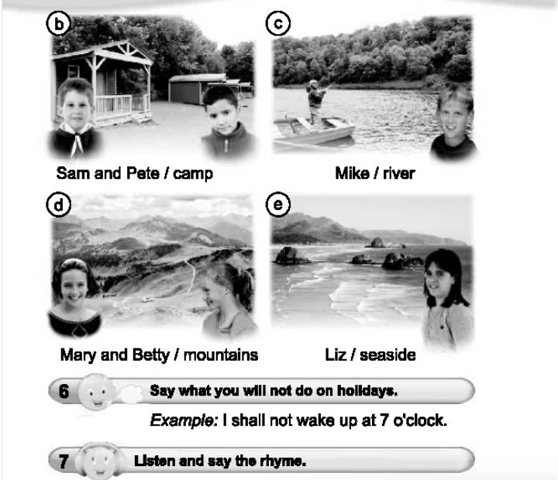 b
c
Sam and Pete / camp
Mike / river
d
e
Mary and Betty / mountains
Liz / seaside
6 Say what you will not do on holidays.
Example: I shall not wake up at 7 o'clock.
7 Listen and say the rhyme.